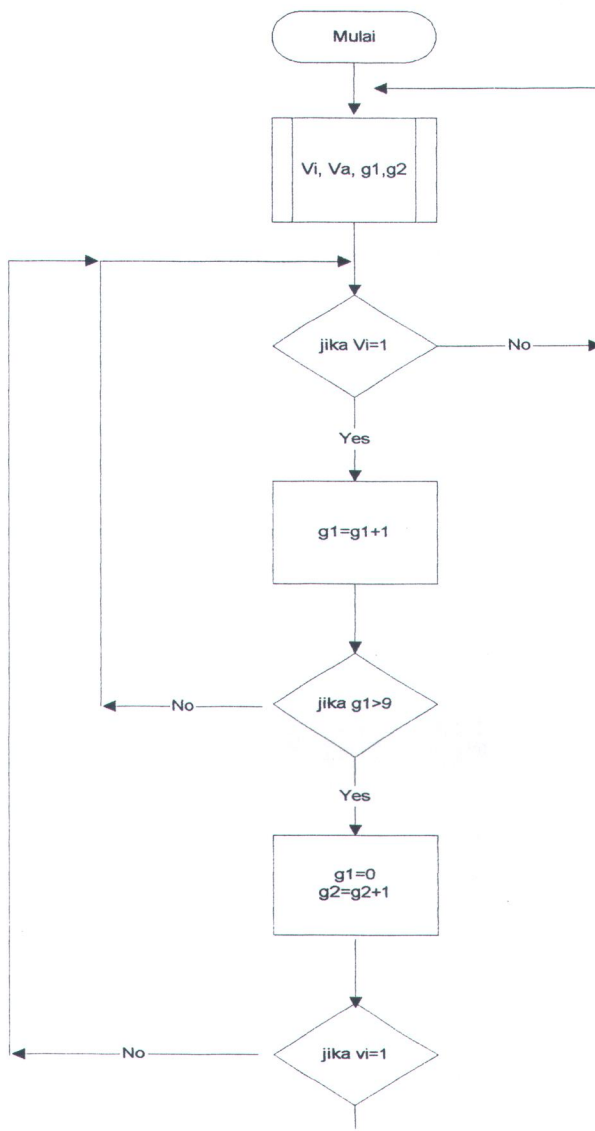 Mulai
Vi, Va, g1,g2
jika Vi=1
No
Yes
g1=g1+1
jika g1>9
No
Yes
g1=0
g2=g2+1
jika vi=1
No